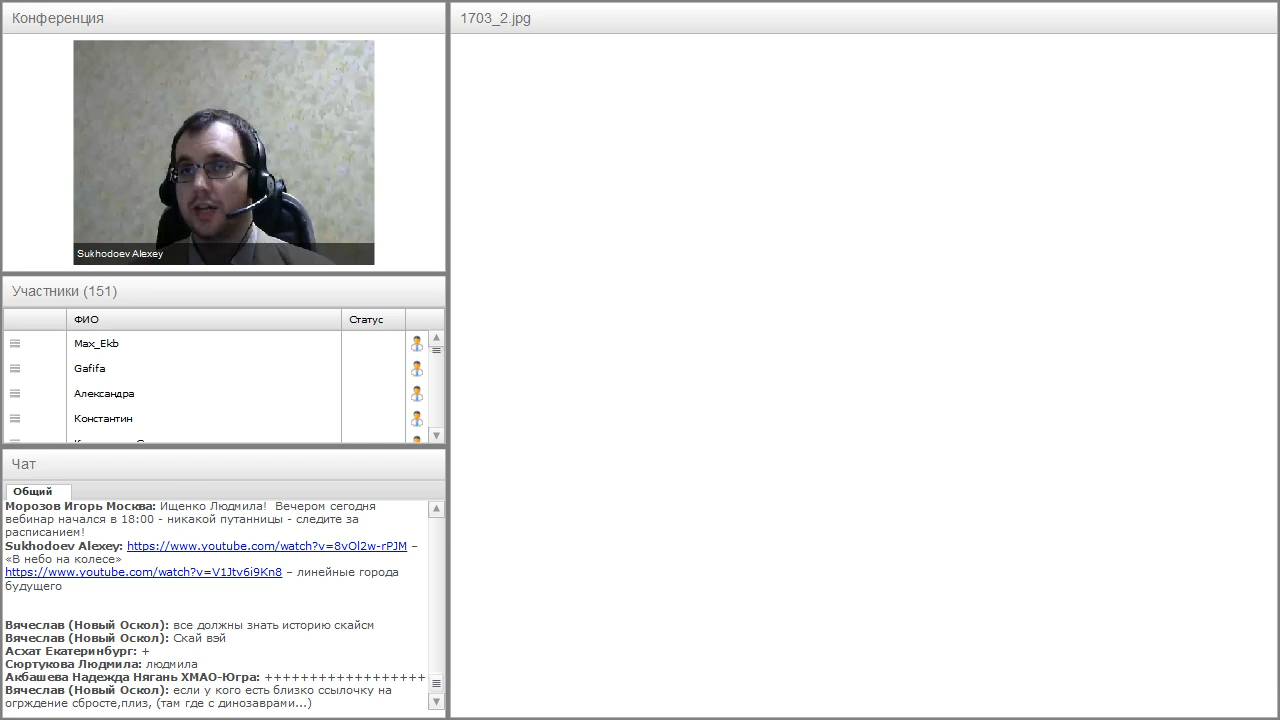 Конференция
1703_2.jpg
Sukhodoev Alexey
Участники (151)
ФИО
Статус
Max_Ekb
Gafifa
Александра
Константин
Чат
Общий
Морозов Игорь Москва: Ищенко Людмила! Вечером сегодня
вебинар начался в 18:00 - никакой путанницы - следите за
расписанием!
Sukhodoev Alexey: https://www.youtube.com/watch?v=8vOl2w-rPJM –
«В небо на колесе»
https://www.youtube.com/watch?v=V1Jtv6i9Kn8 – линейные города
будущего
Вячеслав (Новый Оскол): все должны знать историю скайсм
Вячеслав (Новый Оскол): Скай вэй
Асхат Екатеринбург: +
Сюртукова Людмила: людмила
Акбашева Надежда Нягань ХМАО-Югра: ++++++++++++++++++
Вячеслав (Новый Оскол): если у кого есть близко ссылочку на
огрждение сбросте,плиз, (там где с динозаврами...)